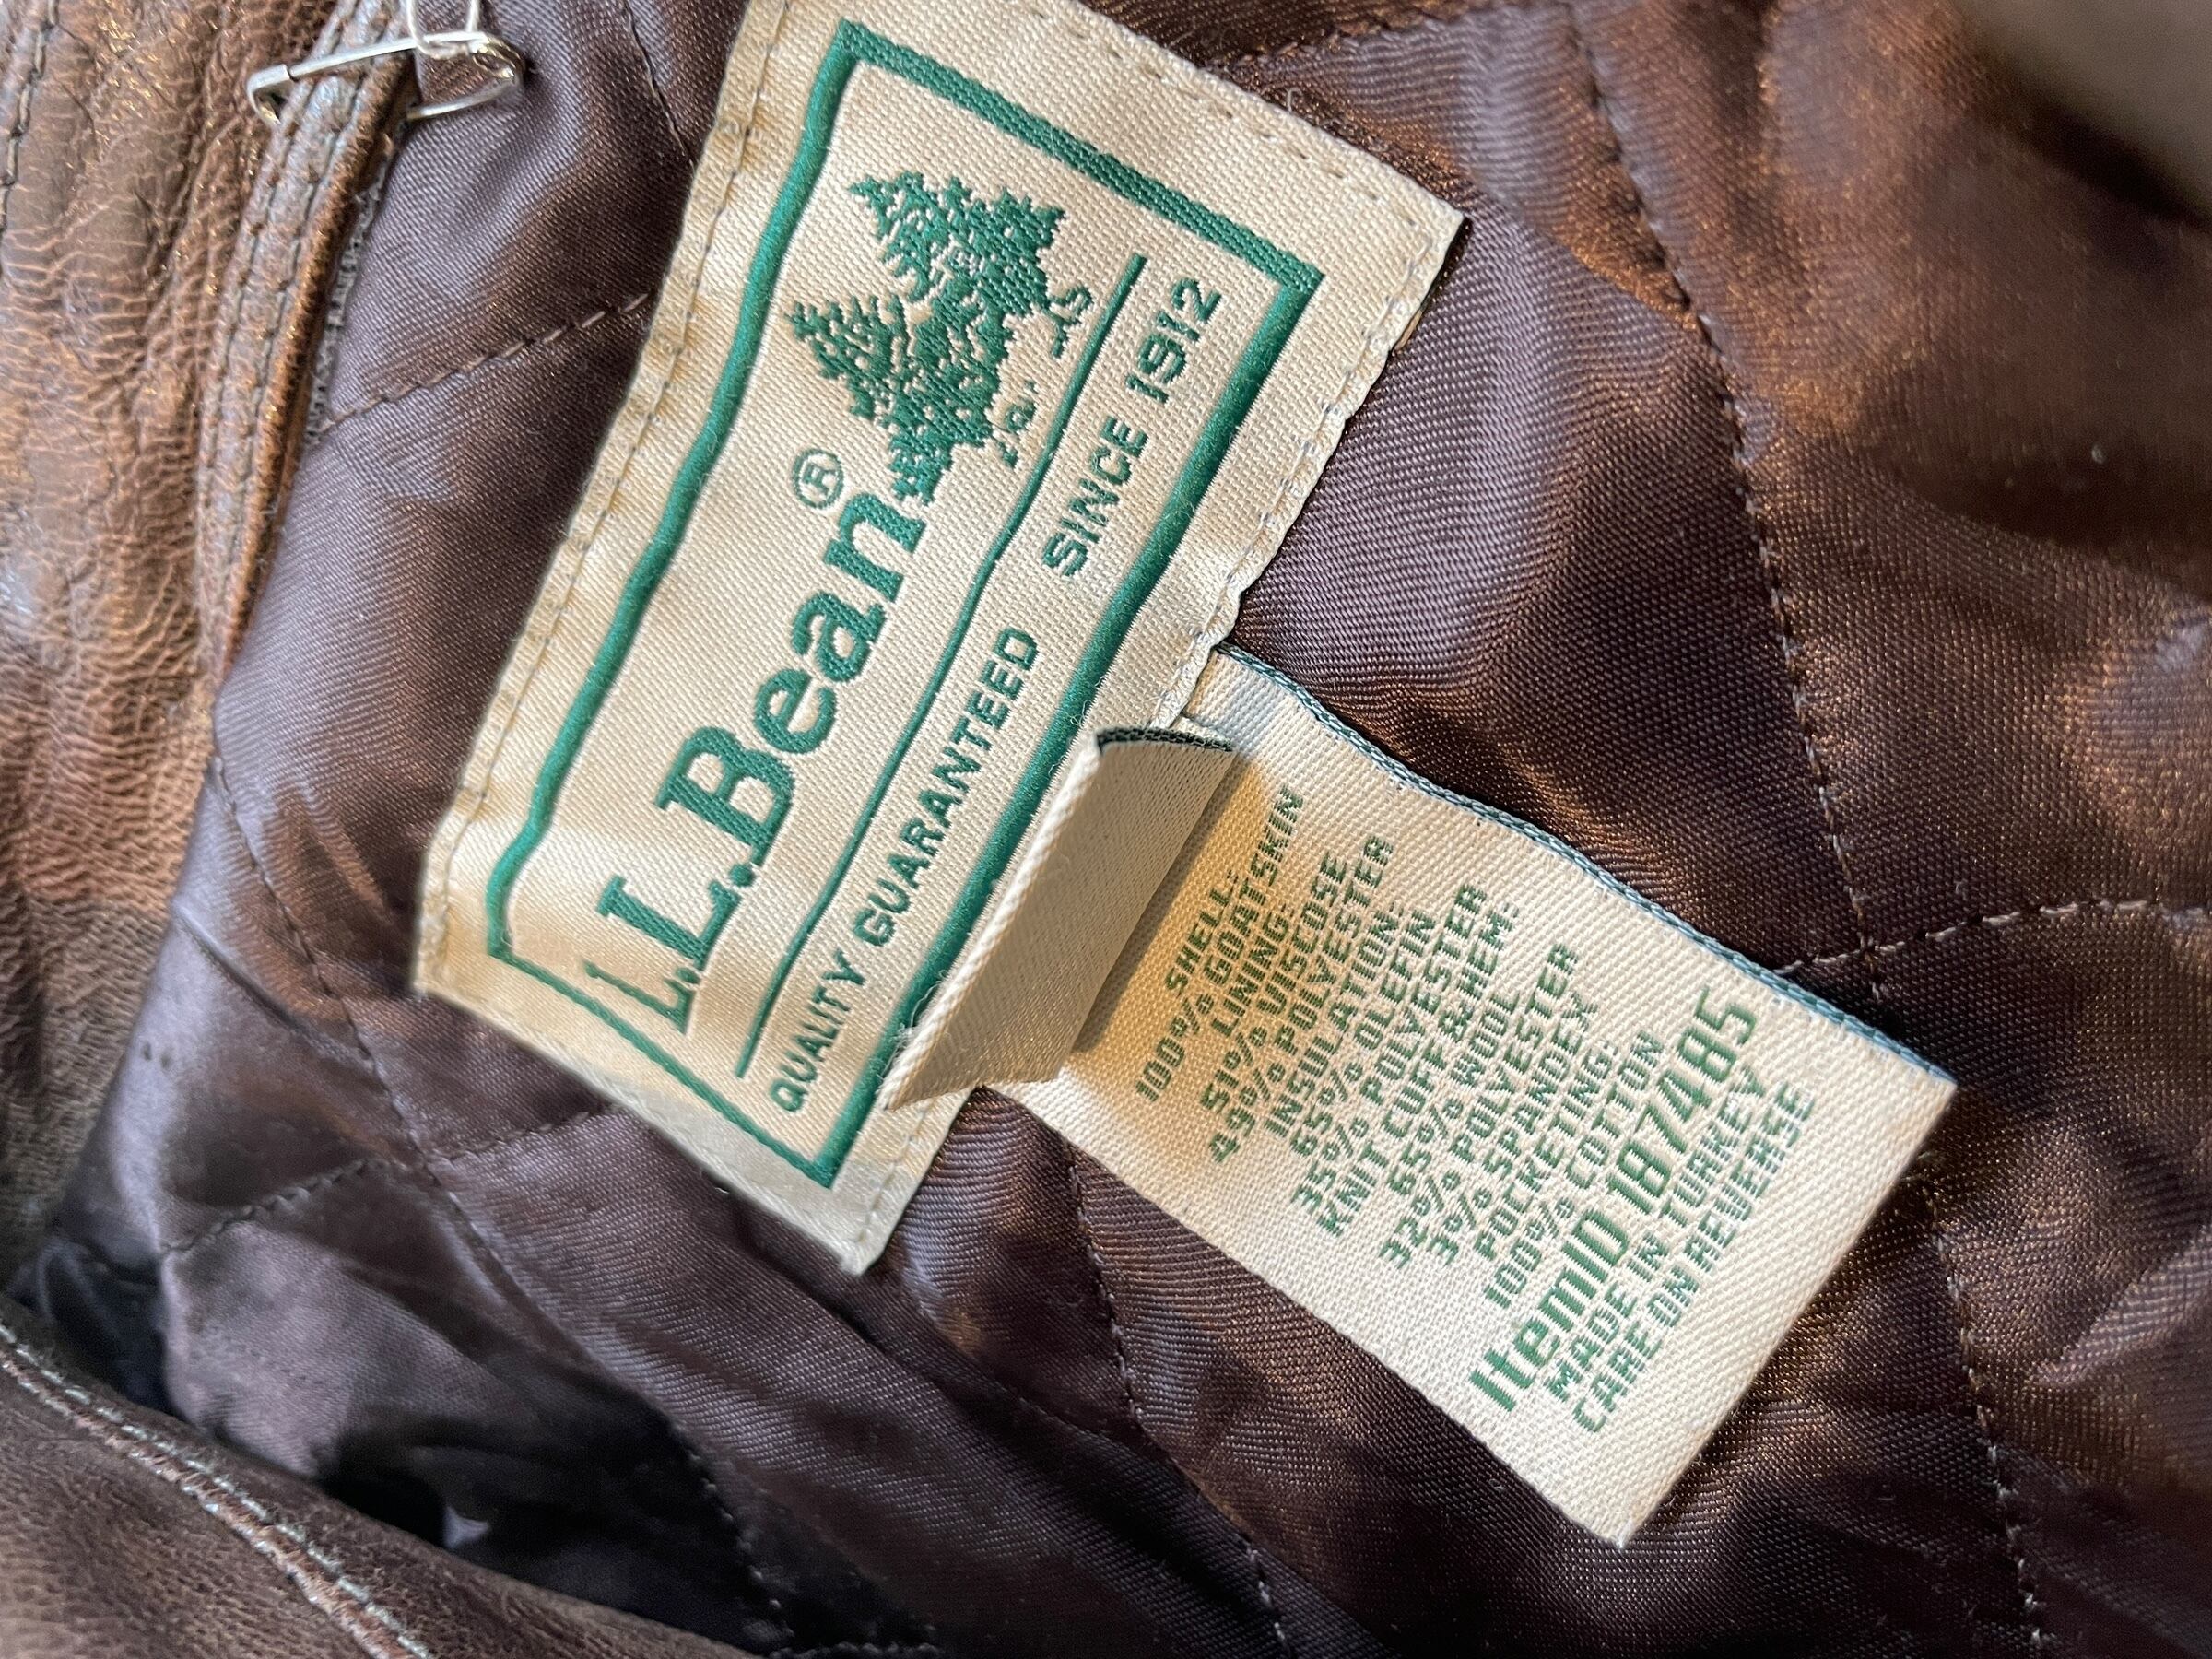 L.L.Bean®
QUALITY GUARANTEED SINCE 1912
SHELL:
100% GOATSKIN
LINING:
51% VISCOSE
49% POLYESTER
INSULATION:
65% OLEFIN
35% POLYESTER
KNIT CUFF & HEM:
65% WOOL
32% POLYESTER
3% SPANDEX
POCKETING:
100% COTTON
ItemID 187485
MADE IN TURKEY
CARE ON REVERSE